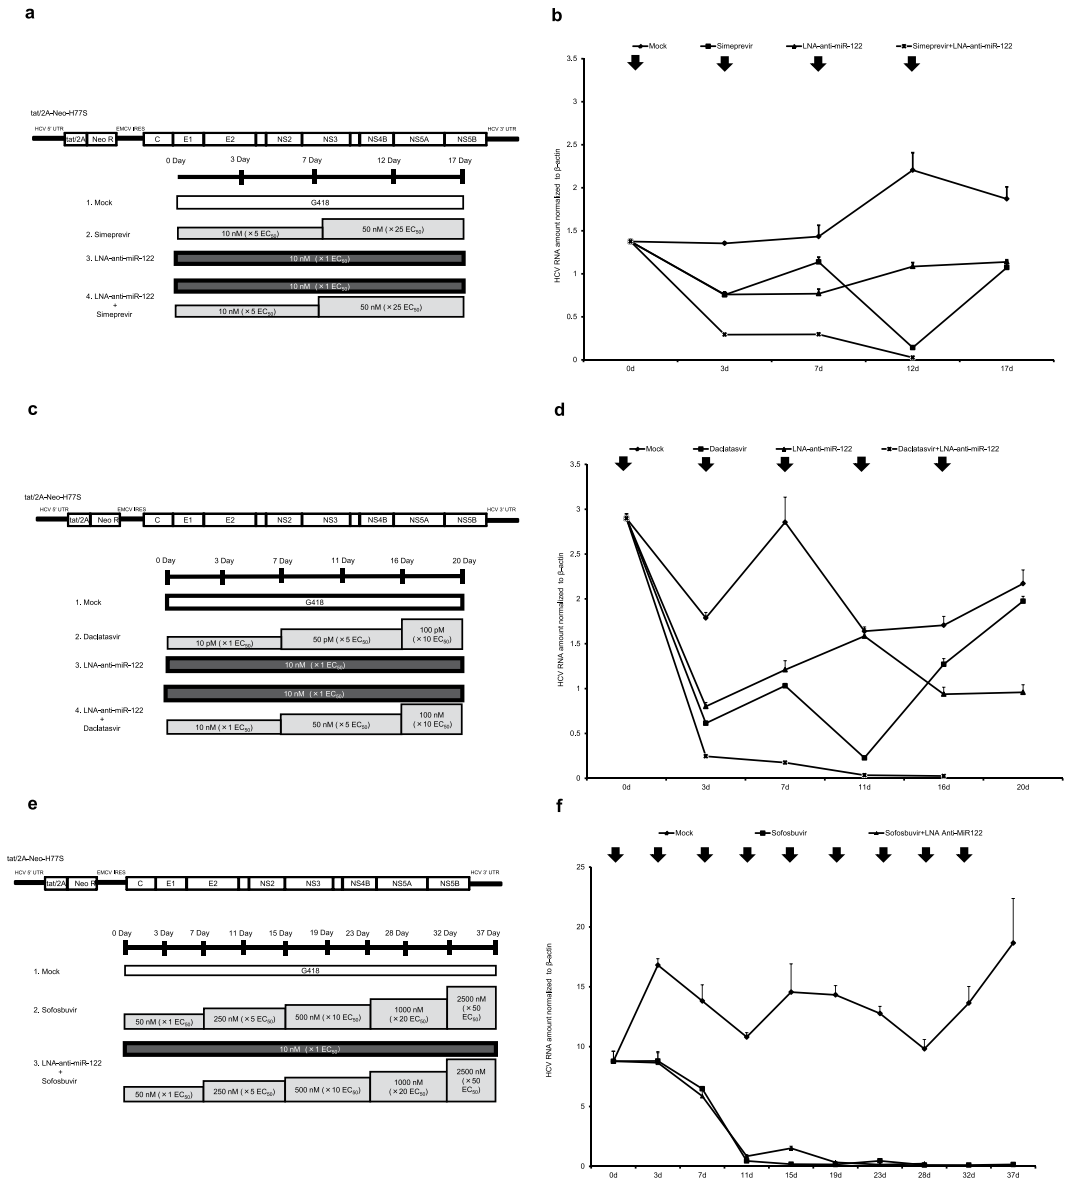 a
tat/2A-Neo-H77S
HCV 5' UTR
EMCV IRES
HCV 3' UTR
tat/2A Neo R C E1 E2 NS2 NS3 NS4B NS5A NS5B
0 Day 3 Day 7 Day 12 Day 17 Day
1. Mock
G418
2. Simeprevir
10 nM (×5 EC50)
50 nM (×25 EC50)
3. LNA-anti-miR-122
10 nM (×1 EC50)
10 nM (×1 EC50)
4. LNA-anti-miR-122
+
Simeprevir
10 nM (×5 EC50)
50 nM (×25 EC50)
b
Mock Simeprevir LNA-anti-miR-122 Simeprevir+LNA-anti-miR-122
HCV RNA amount normalized to β-actin
3.5
3
2.5
2
1.5
1
0.5
0
0d 3d 7d 12d 17d
c
tat/2A-Neo-H77S
HCV 5' UTR
EMCV IRES
HCV 3' UTR
tat/2A Neo R C E1 E2 NS2 NS3 NS4B NS5A NS5B
0 Day 3 Day 7 Day 11 Day 16 Day 20 Day
1. Mock
G418
2. Daclatasvir
10 pM (×1 EC50)
50 pM (×5 EC50)
100 pM
(×10 EC50)
3. LNA-anti-miR-122
10 nM (×1 EC50)
10 nM (×1 EC50)
4. LNA-anti-miR-122
+
Daclatasvir
10 nM (×1 EC50)
50 nM (×5 EC50)
100 nM
(×10 EC50)
d
Mock Daclatasvir LNA-anti-miR-122 Daclatasvir+LNA-anti-miR-122
HCV RNA amount normalized to β-actin
3.5
3
2.5
2
1.5
1
0.5
0
0d 3d 7d 11d 16d 20d
e
tat/2A-Neo-H77S
HCV 5' UTR
EMCV IRES
HCV 3' UTR
tat/2A Neo R C E1 E2 NS2 NS3 NS4B NS5A NS5B
0 Day 3 Day 7 Day 11 Day 15 Day 19 Day 23 Day 28 Day 32 Day 37 Day
1. Mock
G418
2. Sofosbuvir
50 nM (×1 EC50)
250 nM (×5 EC50)
500 nM (×10 EC50)
1000 nM
(×20 EC50)
2500 nM
(×50
EC50)
10 nM (×1 EC50)
3. LNA-anti-miR-122
+
Sofosbuvir
50 nM (×1 EC50)
250 nM (×5 EC50)
500 nM (×10 EC50)
1000 nM
(×20 EC50)
2500 nM
(×50
EC50)
f
Mock Sofosbuvir Sofosbuvir+LNA Anti-MiR122
HCV RNA amount normalized to β-actin
25
20
15
10
5
0
0d 3d 7d 11d 15d 19d 23d 28d 32d 37d